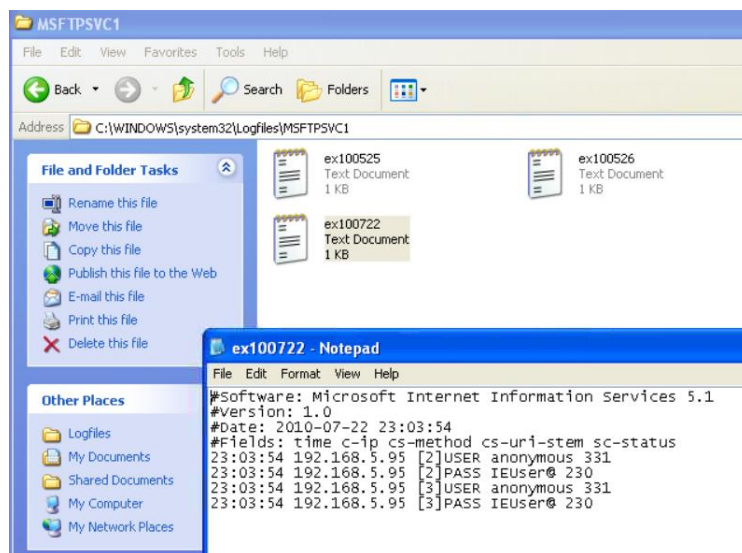 MSFTPSVC1
File Edit View Favorites Tools Help
Back Search Folders
Address C:\WINDOWS\system32\Logfiles\MSFTPSVC1
File and Folder Tasks
Rename this file
Move this file
Copy this file
Publish this file to the Web
E-mail this file
Print this file
Delete this file
Other Places
Logfiles
My Documents
Shared Documents
My Computer
My Network Places
ex100525
Text Document
1 KB
ex100526
Text Document
1 KB
ex100722
Text Document
1 KB
ex100722 - Notepad
File Edit Format View Help
#Software: Microsoft Internet Information Services 5.1
#Version: 1.0
#Date: 2010-07-22 23:03:54
#Fields: time c-ip cs-method cs-uri-stem sc-status
23:03:54 192.168.5.95 [2]USER anonymous 331
23:03:54 192.168.5.95 [2]PASS IEUser@ 230
23:03:54 192.168.5.95 [3]USER anonymous 331
23:03:54 192.168.5.95 [3]PASS IEUser@ 230